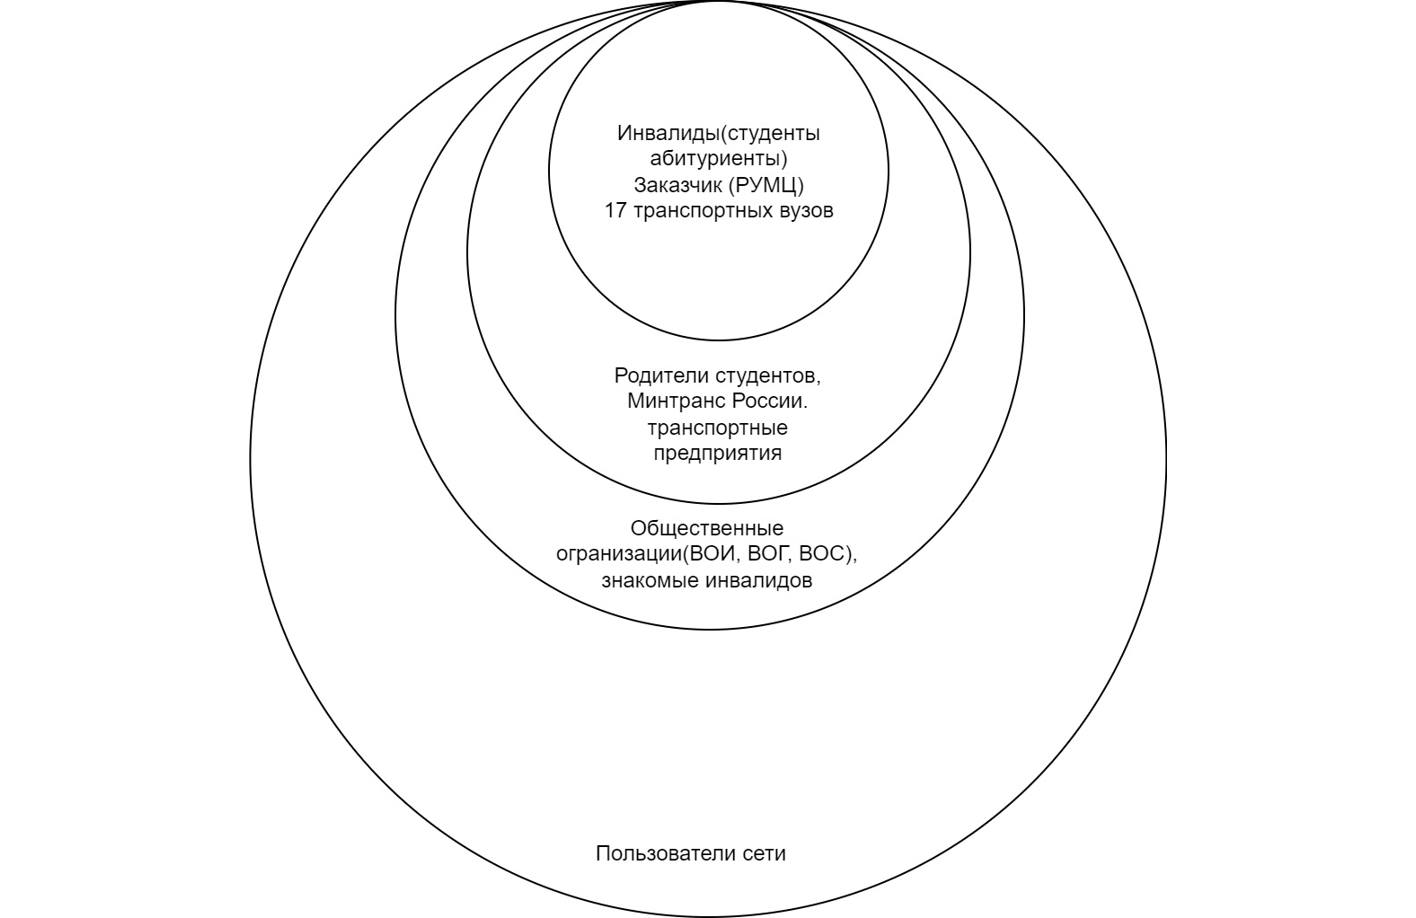 Инвалиды(студенты
абитуриенты)
Заказчик (РУМЦ)
17 транспортных вузов
Родители студентов,
Минтранс России.
транспортные
предприятия
Общественные
огранизации(ВОИ, ВОГ, ВОС),
знакомые инвалидов
Пользователи сети